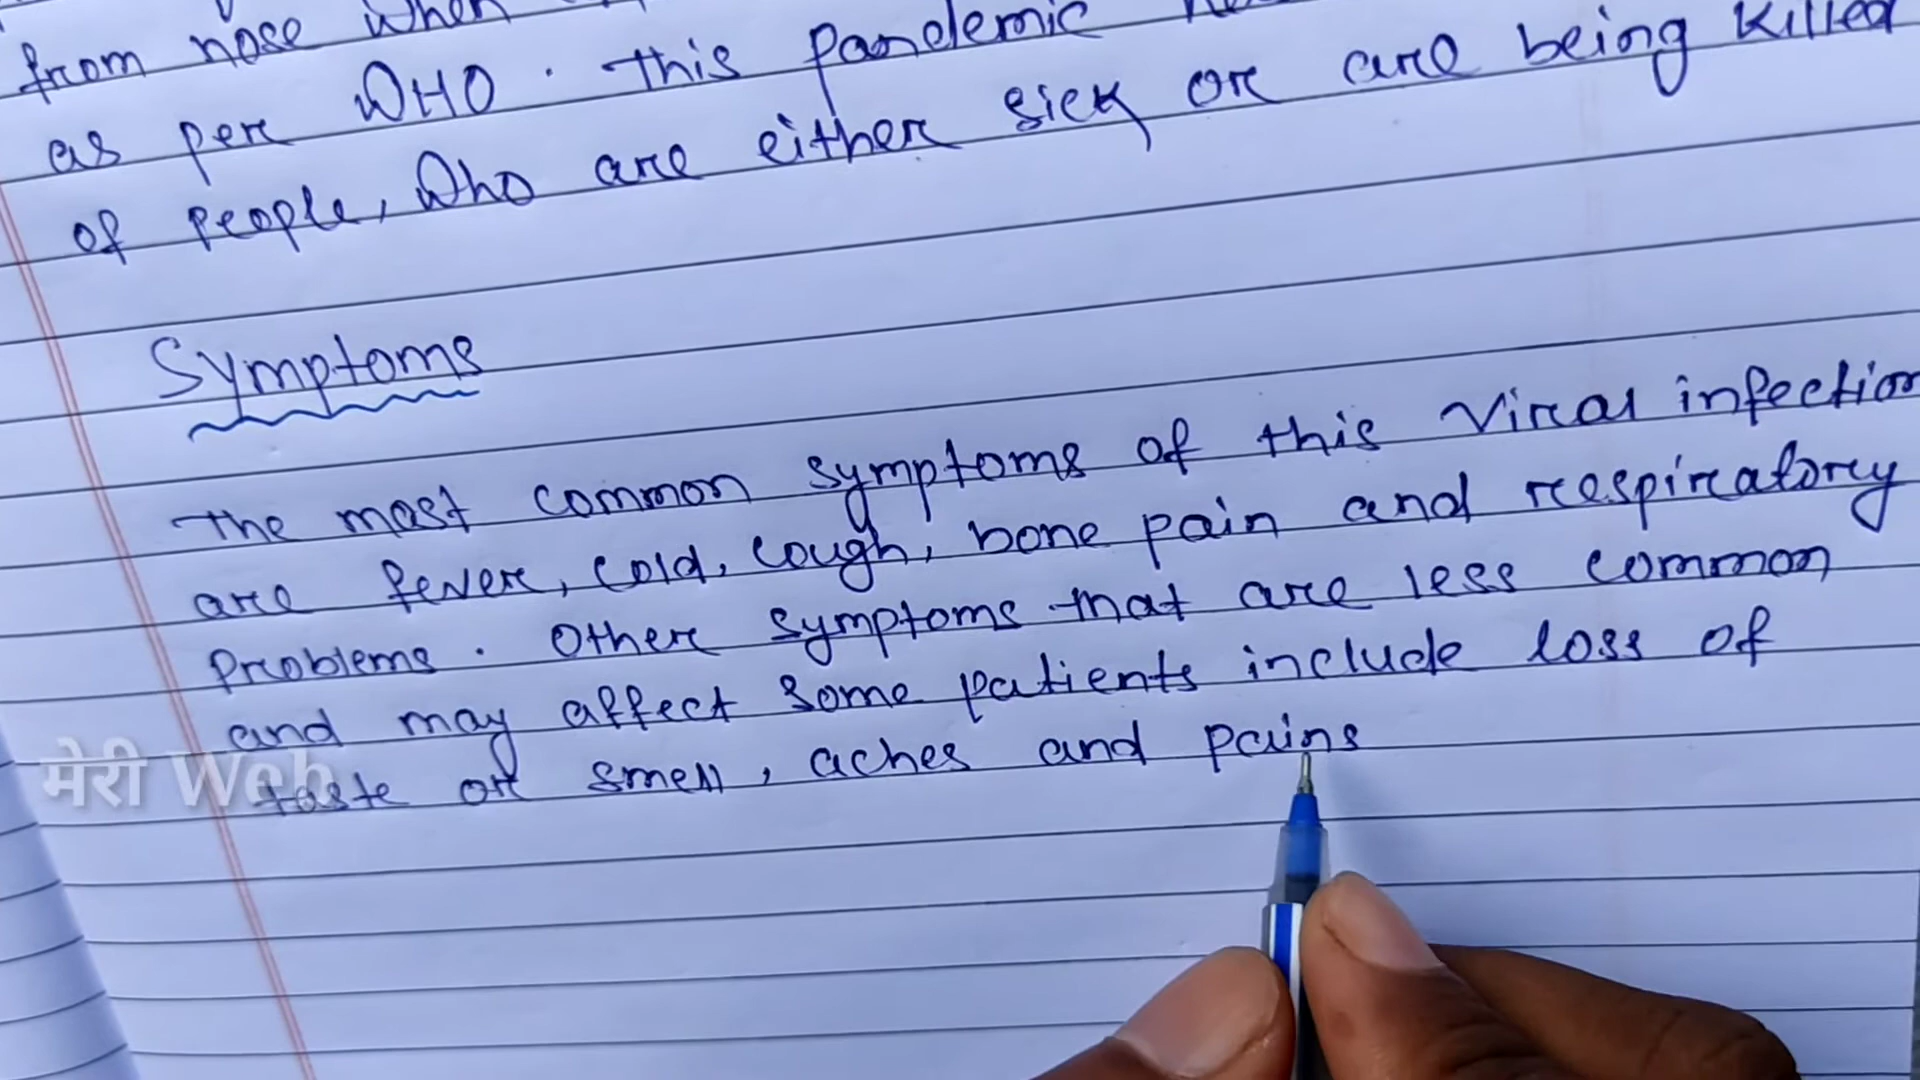 from nose when
as per WHO. This pandemic
of people, Who are either sick or are being killed
Symptoms
The most common symptoms of this Viral infection
are fever, cold, cough, bone pain and respiratory
problems. Other symptoms that are less common
and may affect some patients include loss of
taste or smell, aches and pains
मेरी Web